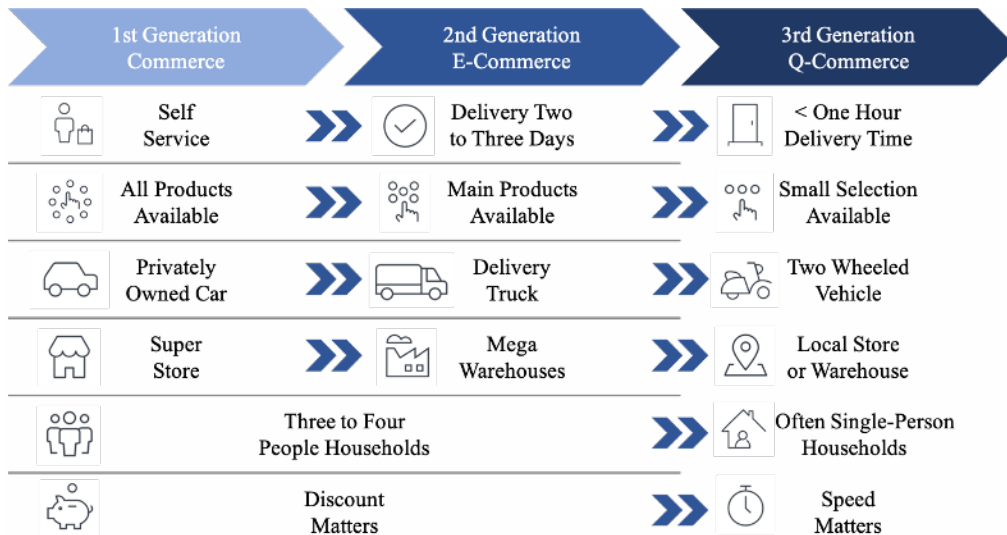 1st Generation
Commerce
2nd Generation
E-Commerce
3rd Generation
Q-Commerce
Self
Service
Delivery Two
to Three Days
< One Hour
Delivery Time
All Products
Available
Main Products
Available
Small Selection
Available
Privately
Owned Car
Delivery
Truck
Two Wheeled
Vehicle
Super
Store
Mega
Warehouses
Local Store
or Warehouse
Three to Four
People Households
Often Single-Person
Households
Discount
Matters
Speed
Matters